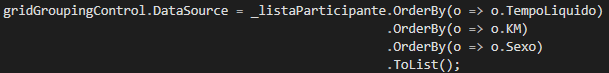 gridGroupingControl.DataSource = _listaParticipante.OrderBy(o => o.TempoLiquido)
.OrderBy(o => o.KM)
.OrderBy(o => o.Sexo)
.ToList();